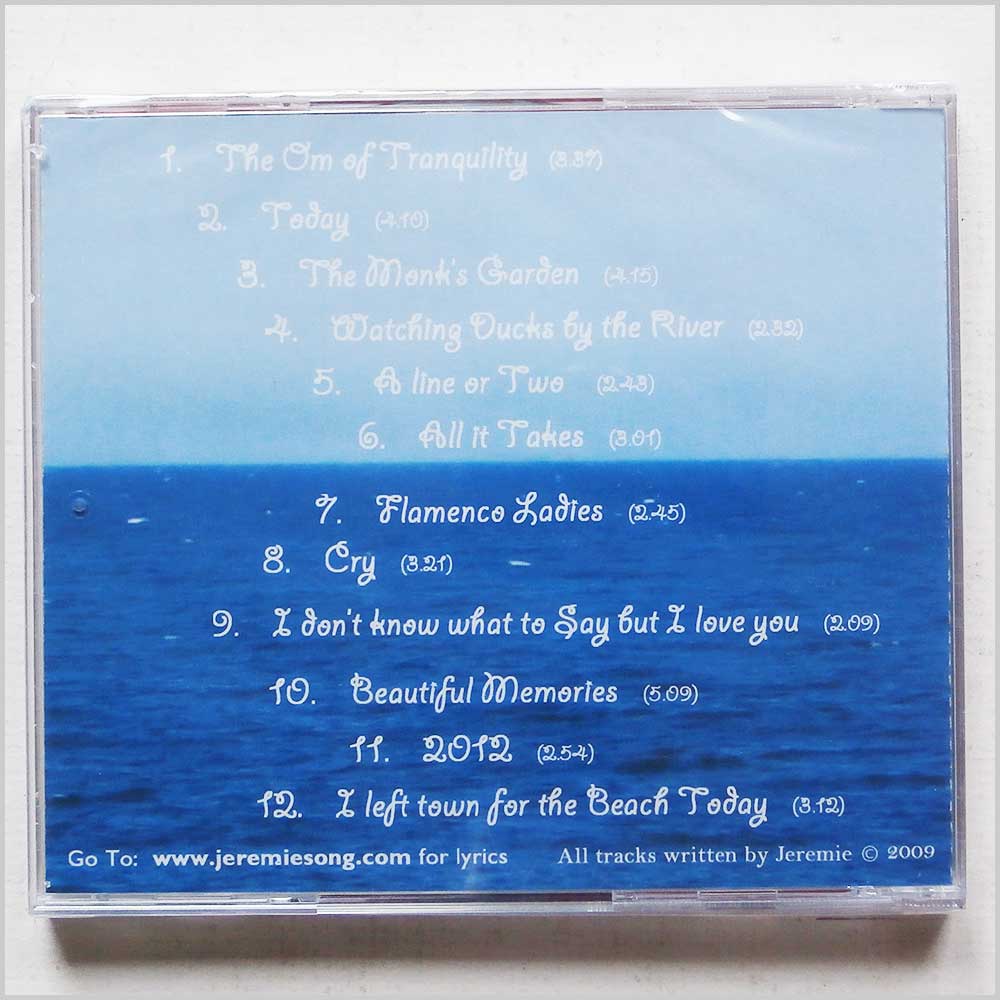 1. The Om of Tranquility (3.37)
2. Today (4.10)
3. The Monk's Garden (4.15)
4. Watching Ducks by the River (2.32)
5. A line or Two (2.43)
6. All it Takes (3.01)
7. Flamenco Ladies (2.45)
8. Cry (3.21)
9. I don't know what to Say but I love you (2.09)
10. Beautiful Memories (5.09)
11. 2012 (2.54)
12. I left town for the Beach Today (3.12)
Go To: www.jeremiesong.com for lyrics All tracks written by Jeremie © 2009